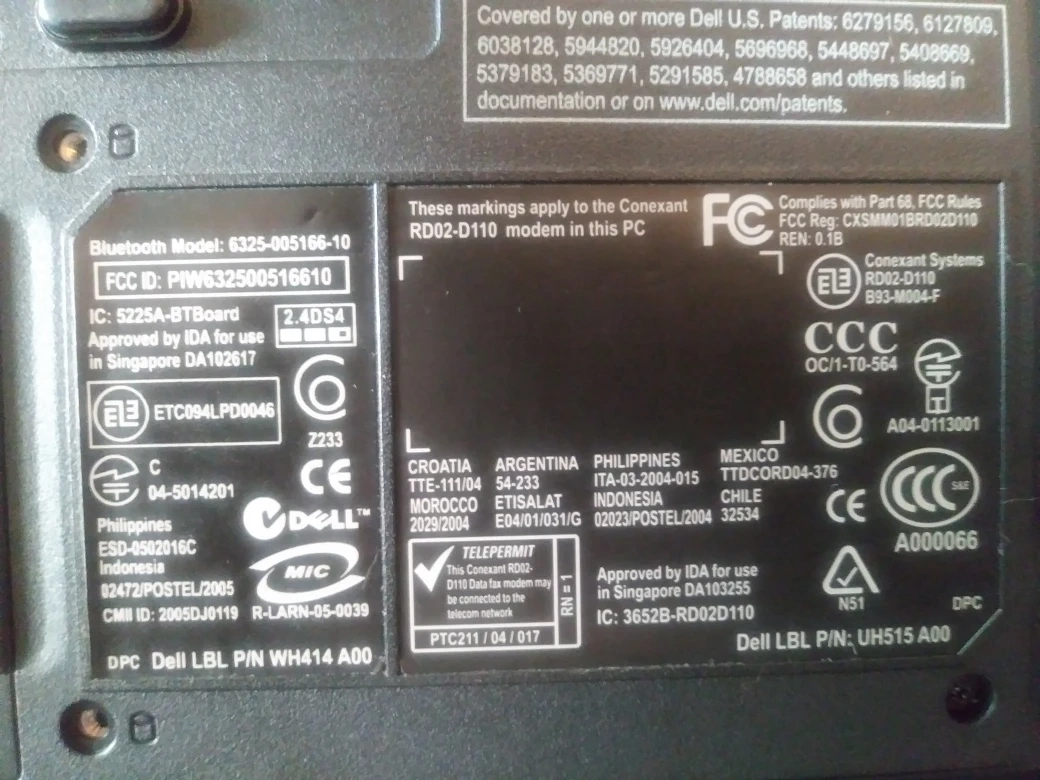 Covered by one or more Dell U.S. Patents: 6279156, 6127809,
6038128, 5944820, 5926404, 5696968, 5448697, 5408669,
5379183, 5369771, 5291585, 4788658 and others listed in
documentation or on www.dell.com/patents.
Bluetooth Model: 6325-005166-10
FCC ID: PIW632500516610
IC: 5225A-BTBoard
2.4DS4
Approved by IDA for use
in Singapore DA102617
ETC094LPD0046
Z233
C
04-5014201
CE
DELL™
Philippines
ESD-0502016C
Indonesia
02472/POSTEL/2005
MIC
CMII ID: 2005DJ0119 R-LARN-05-0039
DPC Dell LBL P/N WH414 A00
These markings apply to the Conexant
RD02-D110 modem in this PC
FC
Complies with Part 68, FCC Rules
FCC Reg: CXSMM01BRD02D110
REN: 0.1B
Conexant Systems
RD02-D110
B93-M004-F
CCC
OC/1-T0-564
T
A04-0113001
CROATIA
TTE-111/04
MOROCCO
2029/2004
ARGENTINA
54-233
ETISALAT
E04/01/031/G
PHILIPPINES
ITA-03-2004-015
INDONESIA
02023/POSTEL/2004
MEXICO
TTDCORD04-376
CHILE
32534
CE
CCC S&E
A000066
TELEPERMIT
This Conexant RD02-
D110 Data fax modem may
be connected to the
telecom network
RN = 1
PTC211 / 04 / 017
Approved by IDA for use
in Singapore DA103255
IC: 3652B-RD02D110
N51
DPC
Dell LBL P/N: UH515 A00